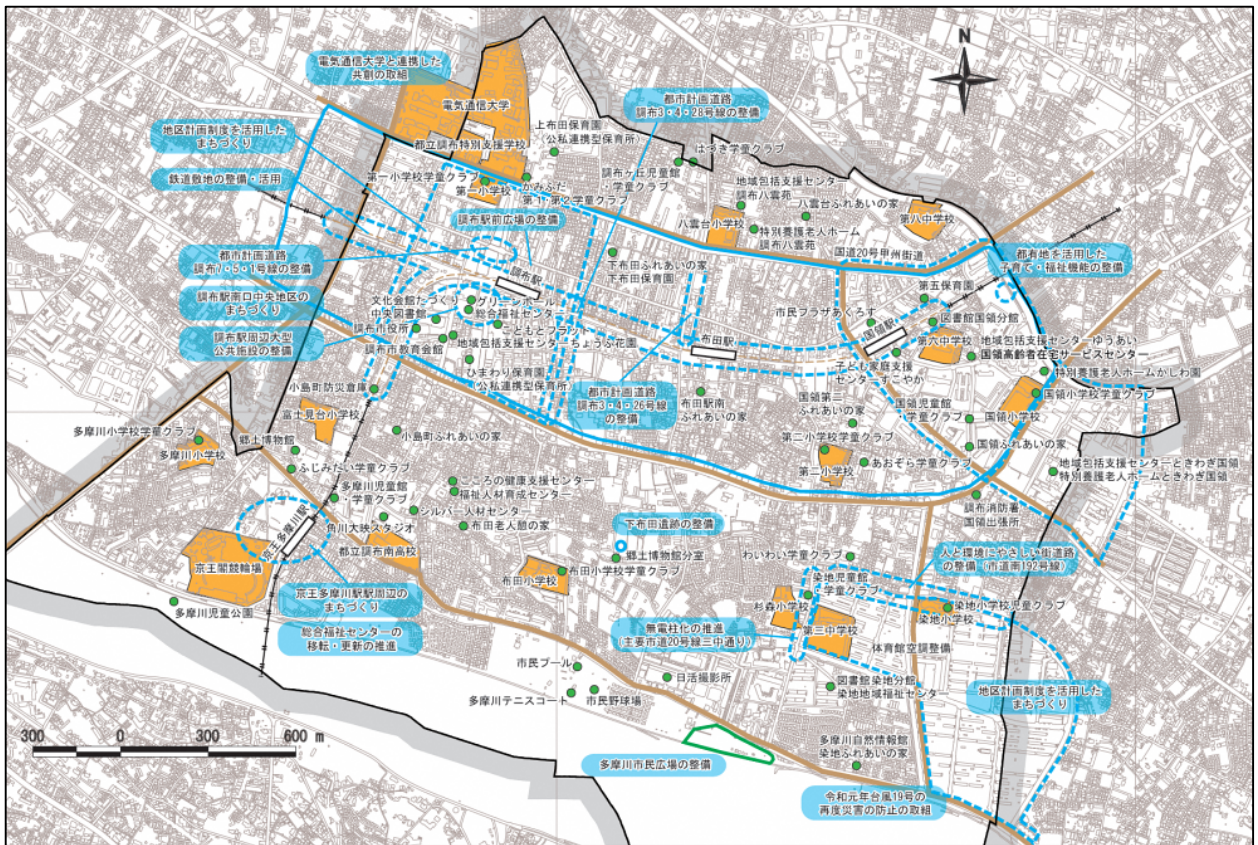 N
電気通信大学と連携した
共創の取組
電気通信大学
都市計画道路
調布3・4・28号線の整備
地区計画制度を活用した
まちづくり
上布田保育園
(公私連携型保育所)
都立調布特別支援学校
はつき学童クラブ
調布ヶ丘児童館
・学童クラブ
鉄道敷地の整備・活用
第一小学校学童クラブ
第一小学校
かみふだ
第1・第2学童クラブ
地域包括支援センター
調布八雲苑
八雲台ふれあいの家
第八中学校
調布駅前広場の整備
八雲台小学校
特別養護老人ホーム
調布八雲苑
国道20号甲州街道
都市計画道路
調布7・5・1号線の整備
都有地を活用した
子育て・福祉機能の整備
下布田ふれあいの家
下布田保育園
調布駅
調布駅南口中央地区の
まちづくり
文化会館たづくり
中央図書館
グリーンホール
総合福祉センター
第五保育園
市民プラザあくろす
図書館国領分館
国領駅
調布市役所
こどもとフラット
調布駅周辺大型
公共施設の整備
調布市教育会館
地域包括支援センターちょうふ花園
布田駅
第六中学校
地域包括支援センターゆうあい
国領高齢者在宅サービスセンター
子ども家庭支援
センターすこやか
ひまわり保育園
(公私連携型保育所)
特別養護老人ホームかしわ園
小島町防災倉庫
都市計画道路
調布3・4・26号線
の整備
布田駅南
ふれあいの家
国領第二
ふれあいの家
国領児童館
・学童クラブ
国領小学校学童クラブ
国領小学校
富士見台小学校
多摩川小学校学童クラブ
多摩川小学校
郷土博物館
小島町ふれあいの家
第二小学校学童クラブ
国領ふれあいの家
ふじみだい学童クラブ
第二小学校
あおぞら学童クラブ
地域包括支援センターときわぎ国領
特別養護老人ホームときわぎ国領
こころの健康支援センター
福祉人材育成センター
多摩川児童館
・学童クラブ
シルバー人材センター
調布消防署
国領出張所
京王多摩川駅
角川大映スタジオ
布田老人憩の家
下布田遺跡の整備
都立調布南高校
郷土博物館分室
わいわい学童クラブ
人と環境にやさしい街道路
の整備(市道南192号線)
京王閣競輪場
布田小学校
布田小学校学童クラブ
染地児童館
・学童クラブ
京王多摩川駅駅周辺の
まちづくり
多摩川児童公園
杉森小学校
染地小学校児童クラブ
染地小学校
総合福祉センターの
移転・更新の推進
無電柱化の推進
(主要市道20号線三中通り)
第三中学校
体育館空調整備
市民プール
日活撮影所
多摩川テニスコート
市民野球場
図書館染地分館
染地地域福祉センター
地区計画制度を活用した
まちづくり
300 0 300 600 m
多摩川市民広場の整備
多摩川自然情報館
染地ふれあいの家
令和元年台風19号の
再度災害の防止の取組